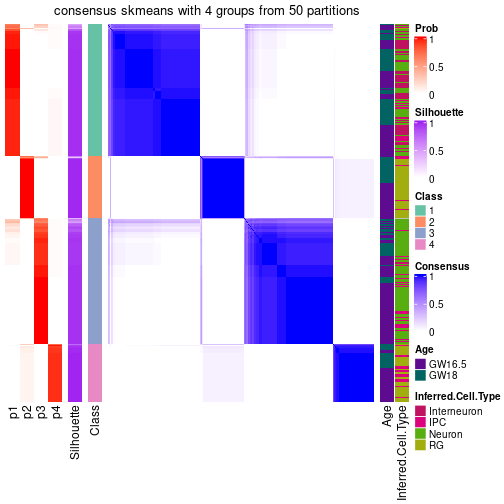 consensus skmeans with 4 groups from 50 partitions
Prob
1
0.5
0
Silhouette
1
0.5
0
Class
1
2
3
4
Consensus
1
0.5
0
Age
GW16.5
GW18
Inferred.Cell.Type
Interneuron
IPC
Neuron
RG
p1
p2
p3
p4
Silhouette
Class
Age
Inferred.Cell.Type